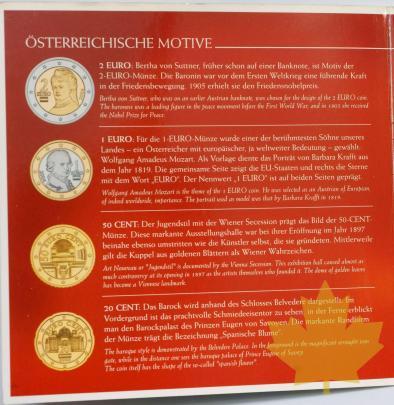 ÖSTERREICHISCHE MOTIVE
2 EURO: Bertha von Suttner, früher schon auf einer Banknote, ist Motiv der
2-EURO-Münze. Die Baronin war vor dem Ersten Weltkrieg eine führende Kraft
in der Friedensbewegung. 1905 erhielt sie den Friedensnobelpreis.
Bertha von Suttner, who was on an earlier Austrian banknote, was chosen for the design of the 2 EURO coin.
The baroness was a leading figure in the peace movement before the First World War, and in 1905 she received
the Nobel Prize for Peace.
1 EURO: Für die 1-EURO-Münze wurde einer der berühmtesten Söhne unseres
Landes – ein Österreicher mit europäischer, ja weltweiter Bedeutung – gewählt.
Wolfgang Amadeus Mozart. Als Vorlage diente das Porträt von Barbara Krafft aus
dem Jahr 1819. Die gemeinsame Seite zeigt die EU-Staaten und rechts die Sterne
mit dem Wort „EURO". Der Nennwert „1 EURO" ist auf beiden Seiten geprägt.
Wolfgang Amadeus Mozart is the theme of the 1 EURO coin. He was selected as an Austrian of European,
of indeed worldwide, importance. The portrait used as model was that by Barbara Krafft in 1819.
50 CENT: Der Jugendstil mit der Wiener Secession prägt das Bild der 50-CENT-
Münze. Diese markante Ausstellungshalle war bei ihrer Eröffnung im Jahr 1897
beinahe ebenso umstritten wie die Künstler selbst, die sie gründeten. Mittlerweile
gilt die Kuppel aus goldenen Blättern als Wiener Wahrzeichen.
Art Nouveau or "Jugendstil" is documented by the Vienna Secession. This exhibition hall caused almost as
much controversy at its opening in 1897 as the artists themselves who founded it. The dome of golden leaves
has become a Viennese landmark.
20 CENT: Das Barock wird anhand des Schlosses Belvedere dargestellt. Im
Vordergrund ist das prachtvolle Schmiedeeisentor zu sehen, in der Ferne erblickt
man den Barockpalast des Prinzen Eugen von Savoyen. Die markante Randform
der Münze trägt die Bezeichnung „Spanische Blume".
The baroque style is demonstrated by the Belvedere Palace. In the foreground is the magnificent wrought iron
gate, while in the distance one sees the baroque palace of Prince Eugene of Savoy.
The coin itself has the shape of the so-called "spanish flower".